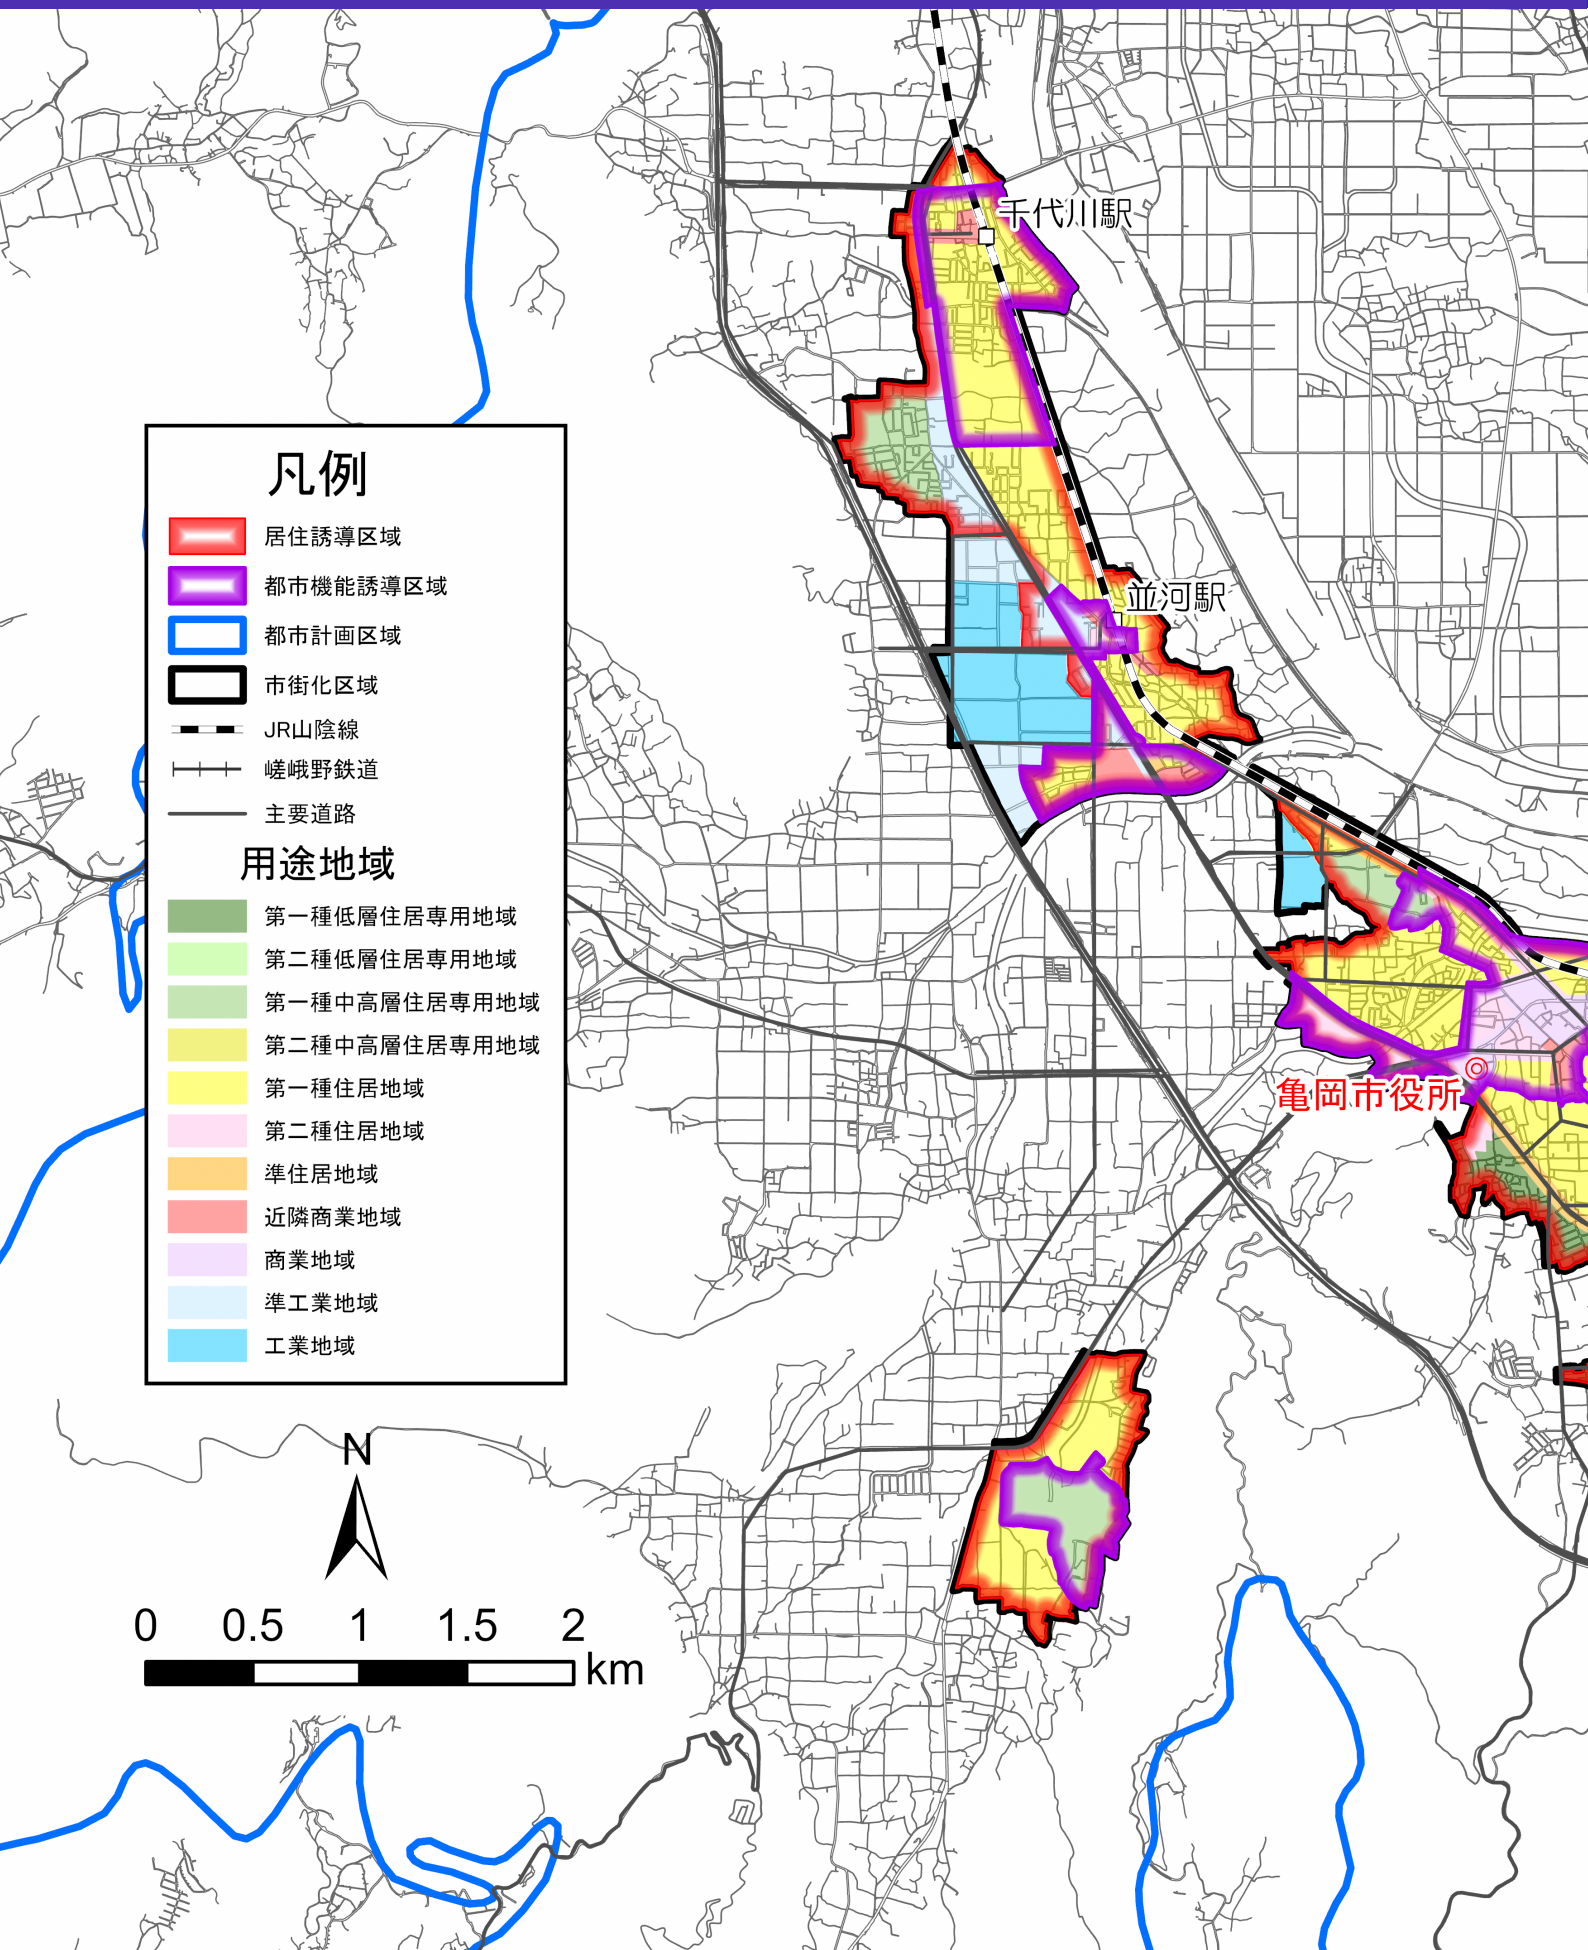 千代川駅
並河駅
亀岡市役所
凡例
居住誘導区域
都市機能誘導区域
都市計画区域
市街化区域
JR山陰線
嵯峨野鉄道
主要道路
用途地域
第一種低層住居専用地域
第二種低層住居専用地域
第一種中高層住居専用地域
第二種中高層住居専用地域
第一種住居地域
第二種住居地域
準住居地域
近隣商業地域
商業地域
準工業地域
工業地域
N
0 0.5 1 1.5 2
km